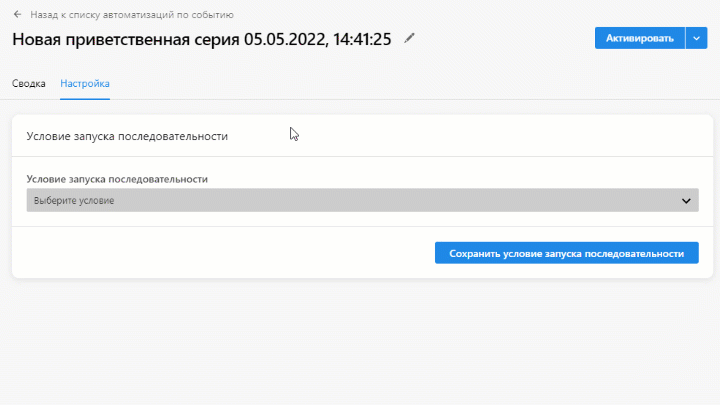 Назад к списку автоматизаций по событию
Новая приветственная серия 05.05.2022, 14:41:25
Активировать
Сводка
Настройка
Условие запуска последовательности
Условие запуска последовательности
Выберите условие
Сохранить условие запуска последовательности